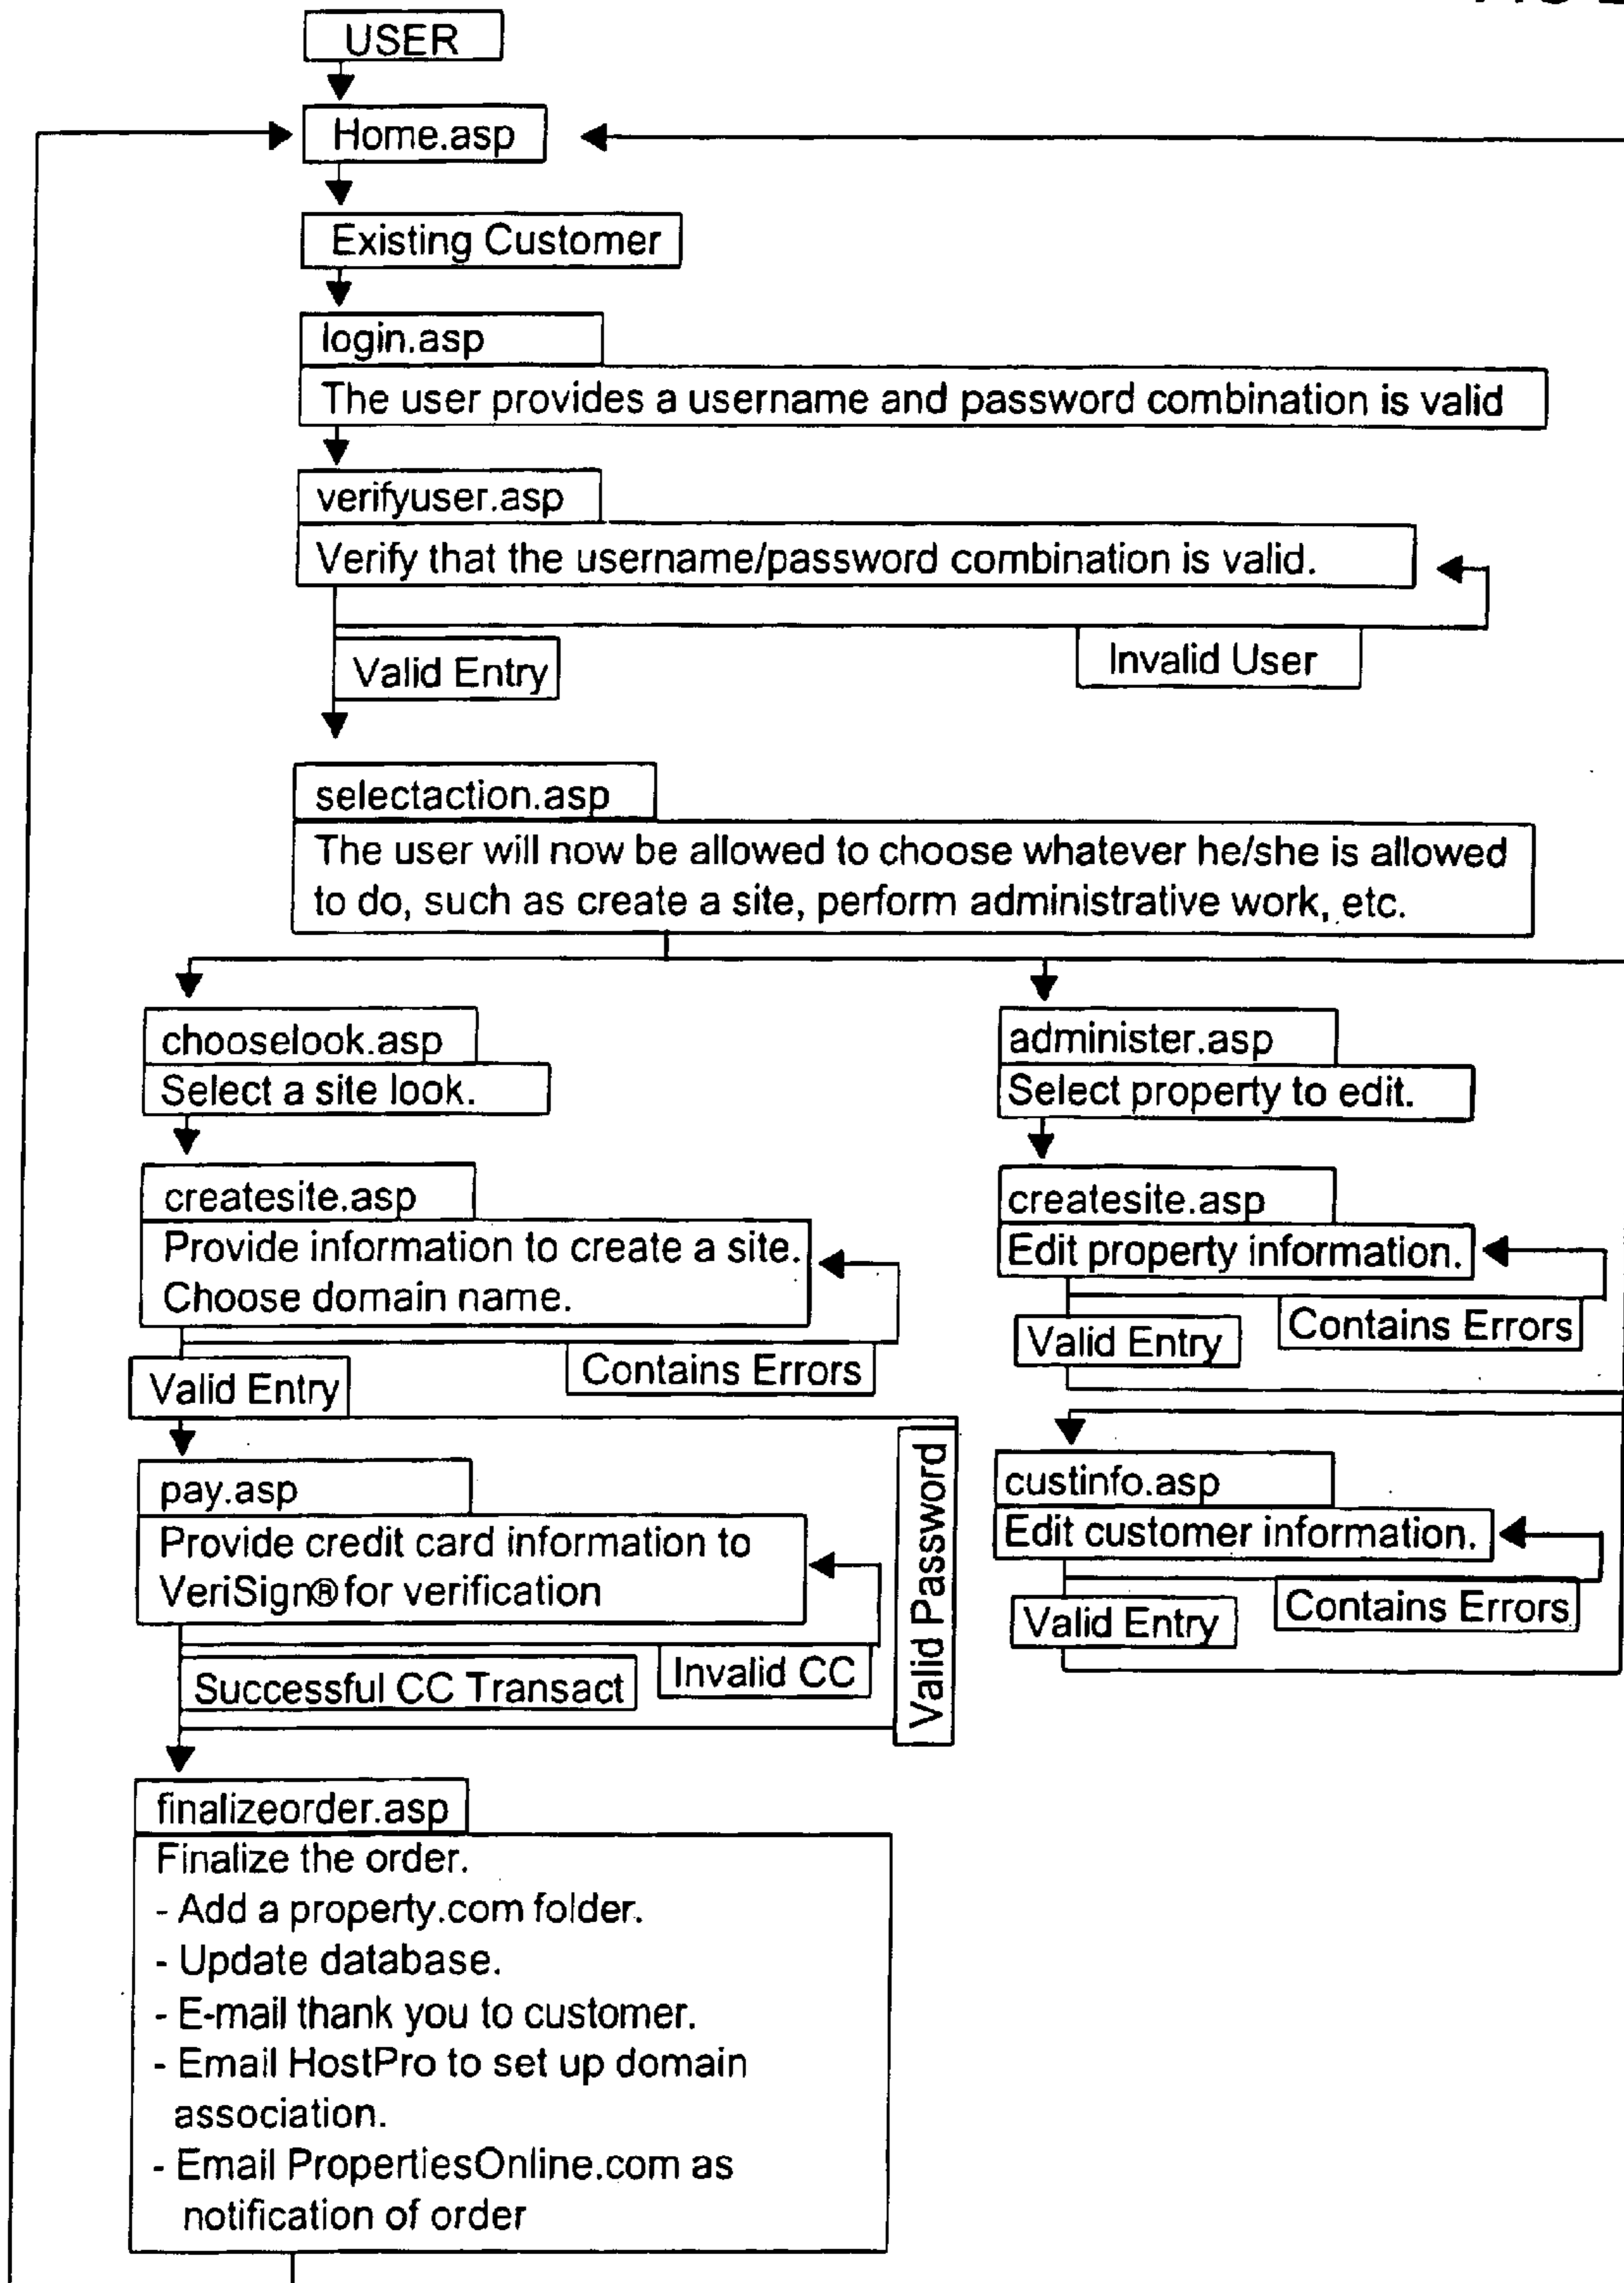 USER
Home.asp
Existing Customer
login.asp
The user provides a username and password combination is valid
verifyuser.asp
Verify that the username/password combination is valid.
Valid Entry
Invalid User
selectaction.asp
The user will now be allowed to choose whatever he/she is allowed
to do, such as create a site, perform administrative work, etc.
chooselook.asp
Select a site look.
createsite.asp
Provide information to create a site.
Choose domain name.
Contains Errors
Valid Entry
pay.asp
Provide credit card information to
VeriSign® for verification
Invalid CC
Successful CC Transact
Valid Password
finalizeorder.asp
Finalize the order.
- Add a property.com folder.
- Update database.
- E-mail thank you to customer.
- Email HostPro to set up domain
association.
- Email PropertiesOnline.com as
notification of order
administer.asp
Select property to edit.
createsite.asp
Edit property information.
Contains Errors
Valid Entry
custinfo.asp
Edit customer information.
Contains Errors
Valid Entry